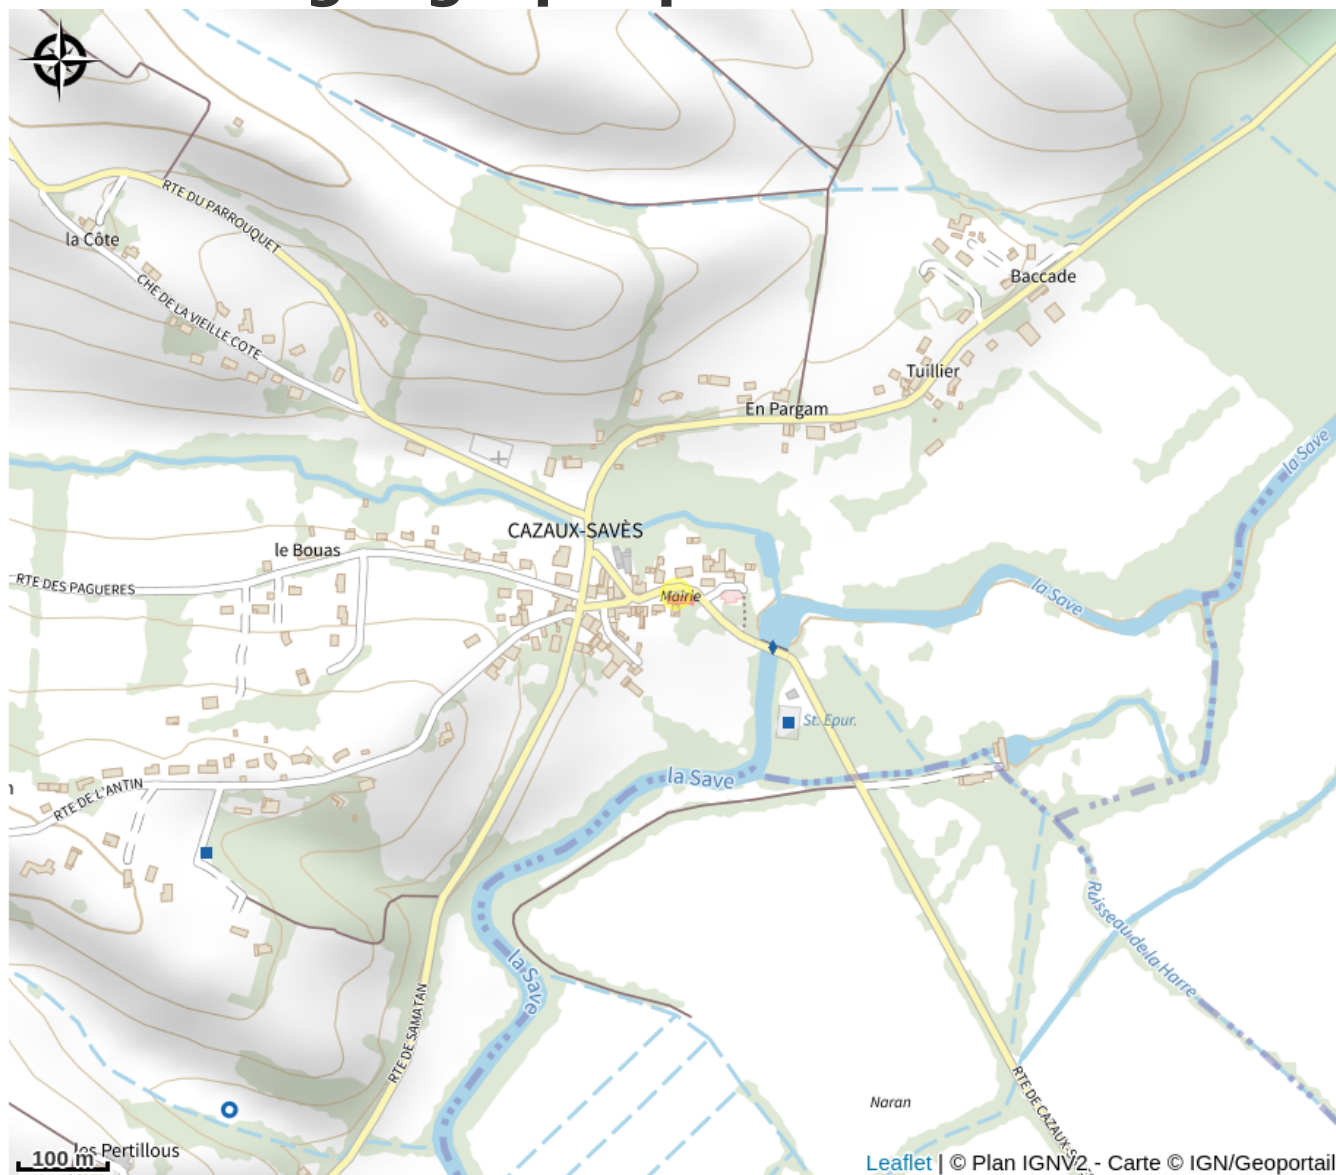 RTE DU PARROUQUET
la Côte
CHE DE LA VIEILLE COTE
Baccade
Tuillier
En Pargam
la Save
CAZAUX-SAVÈS
le Bouas
RTE DES PAGUERES
Mairie
la Save
St. Epur.
la Save
RTE DE L'ANTIN
Ruisseau de la Harre
la Save
RTE DE SAMATAN
Naran
RTE DE CAZAUX-S
les Pertillous
100 m
Leaflet | © Plan IGNV2 - Carte © IGN/Geoportail